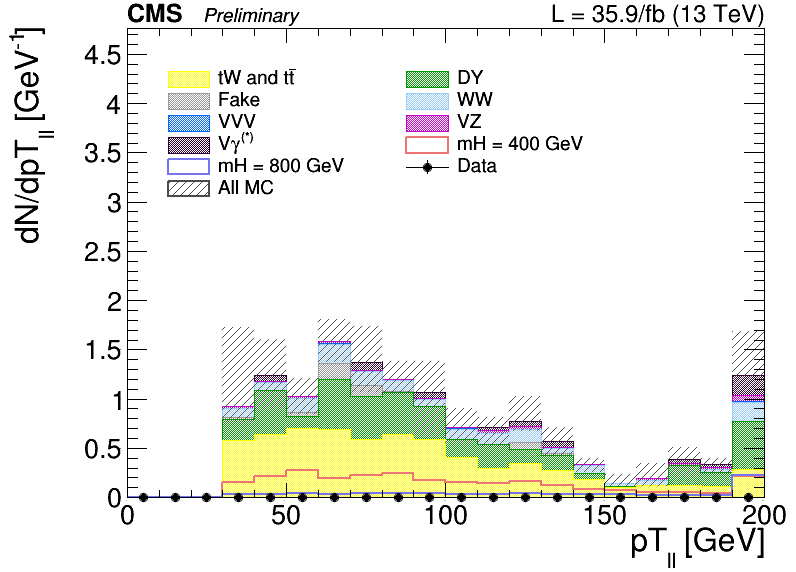 CMS Preliminary L = 35.9/fb (13 TeV)
dN/dpT_|| [GeV^-1]
4.5
4
3.5
3
2.5
2
1.5
1
0.5
0
tW and tt̄
DY
Fake
WW
VVV
VZ
Vγ^(*)
mH = 400 GeV
mH = 800 GeV
Data
All MC
0 50 100 150 200
pT_|| [GeV]